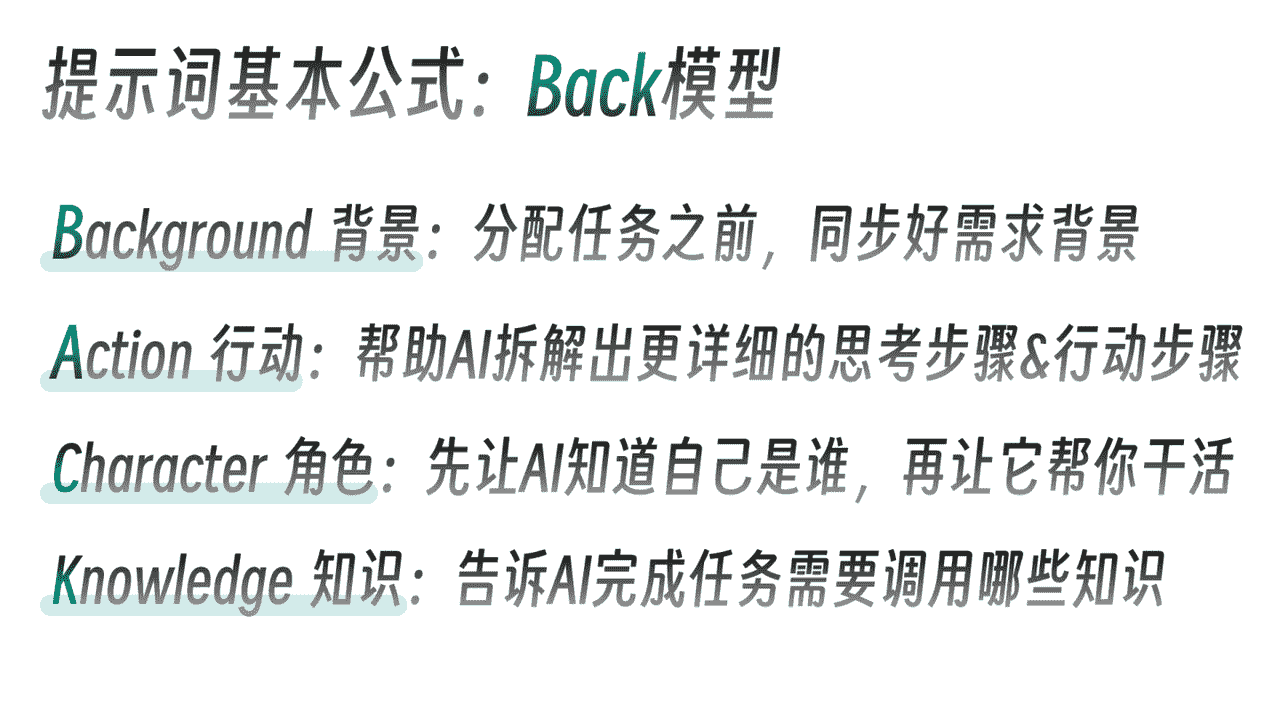 提示词基本公式：Back模型
Background 背景：分配任务之前，同步好需求背景
Action 行动：帮助AI拆解出更详细的思考步骤&行动步骤
Character 角色：先让AI知道自己是谁，再让它帮你干活
Knowledge 知识：告诉AI完成任务需要调用哪些知识